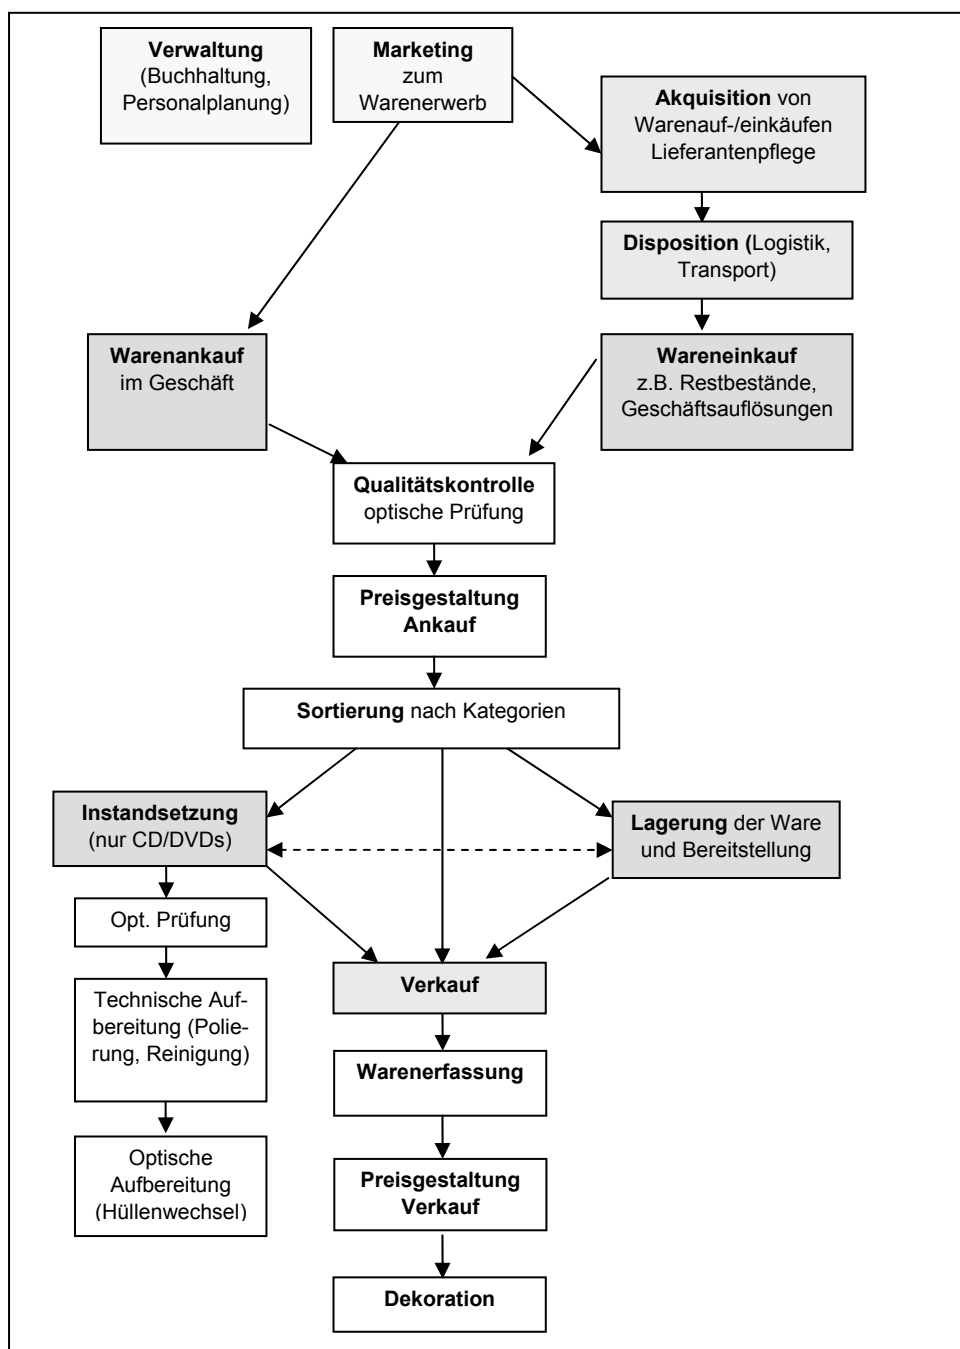 Verwaltung
(Buchhaltung,
Personalplanung)
Marketing
zum
Warenerwerb
Akquisition von
Warenauf-/einkäufen
Lieferantenpflege
Disposition (Logistik,
Transport)
Warenankauf
im Geschäft
Wareneinkauf
z.B. Restbestände,
Geschäftsauflösungen
Qualitätskontrolle
optische Prüfung
Preisgestaltung
Ankauf
Sortierung nach Kategorien
Instandsetzung
(nur CD/DVDs)
Lagerung der Ware
und Bereitstellung
Opt. Prüfung
Technische Auf-
bereitung (Polie-
rung, Reinigung)
Optische
Aufbereitung
(Hüllenwechsel)
Verkauf
Warenerfassung
Preisgestaltung
Verkauf
Dekoration